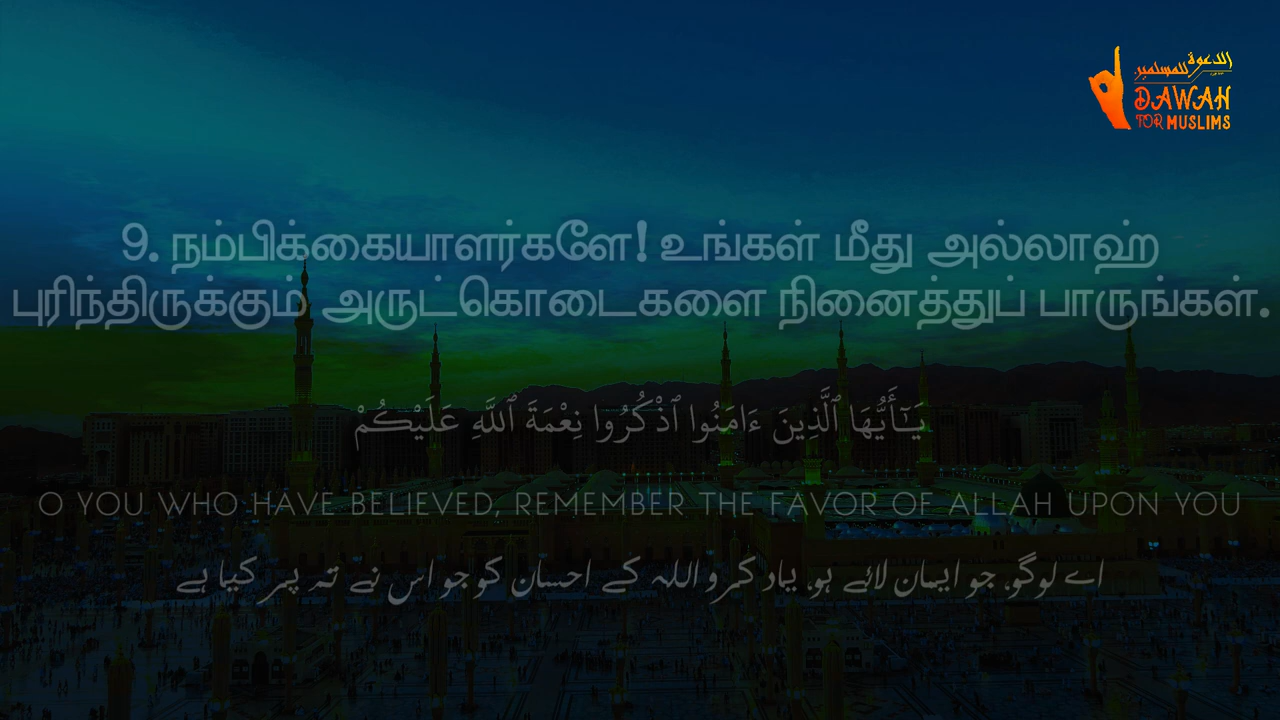 الدعوة للمسلمين
DAWAH
FOR MUSLIMS
9. நம்பிக்கையாளர்களே! உங்கள் மீது அல்லாஹ்
புரிந்திருக்கும் அருட்கொடைகளை நினைத்துப் பாருங்கள்.
يَـٰٓأَيُّهَا ٱلَّذِينَ ءَامَنُوا ٱذْكُرُوا نِعْمَةَ ٱللَّهِ عَلَيْكُمْ
O YOU WHO HAVE BELIEVED, REMEMBER THE FAVOR OF ALLAH UPON YOU
اے لوگو، جو ایمان لائے ہو، یاد کرو اللہ کے احسان کو جو اس نے تم پر کیا ہے